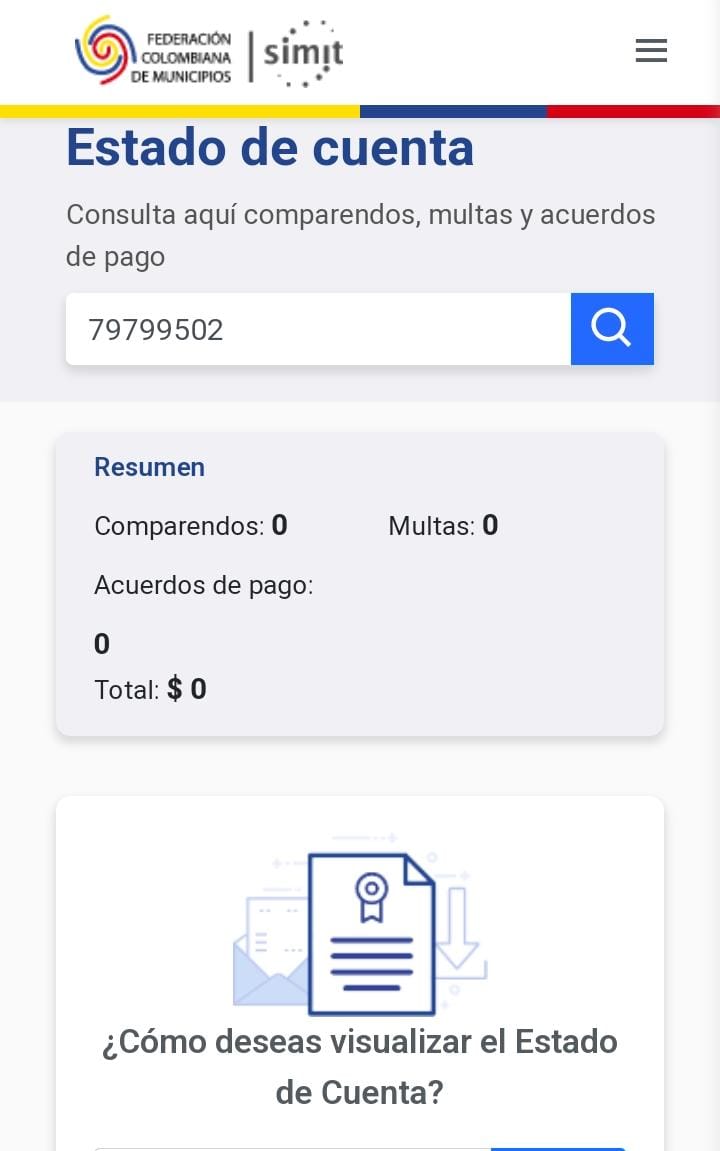 FEDERACIÓN
COLOMBIANA
DE MUNICIPIOS
simit
Estado de cuenta
Consulta aquí comparendos, multas y acuerdos
de pago
79799502
Resumen
Comparendos: 0 Multas: 0
Acuerdos de pago:
0
Total: $ 0
¿Cómo deseas visualizar el Estado
de Cuenta?